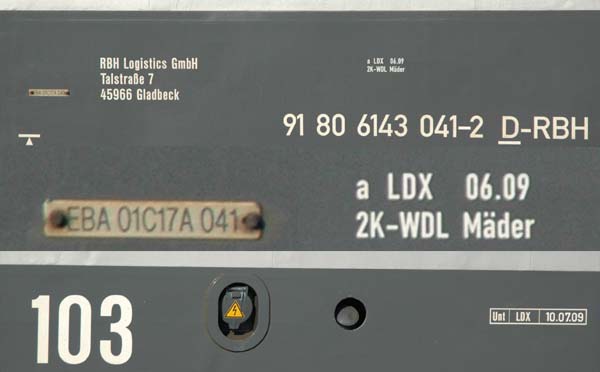 RBH Logistics GmbH
Talstraße 7
45966 Gladbeck
a LDX 06.09
2K-WDL Mäder
91 80 6143 041-2 D-RBH
EBA 01C17A 041
a LDX 06.09
2K-WDL Mäder
103
Unt LDX 10.07.09